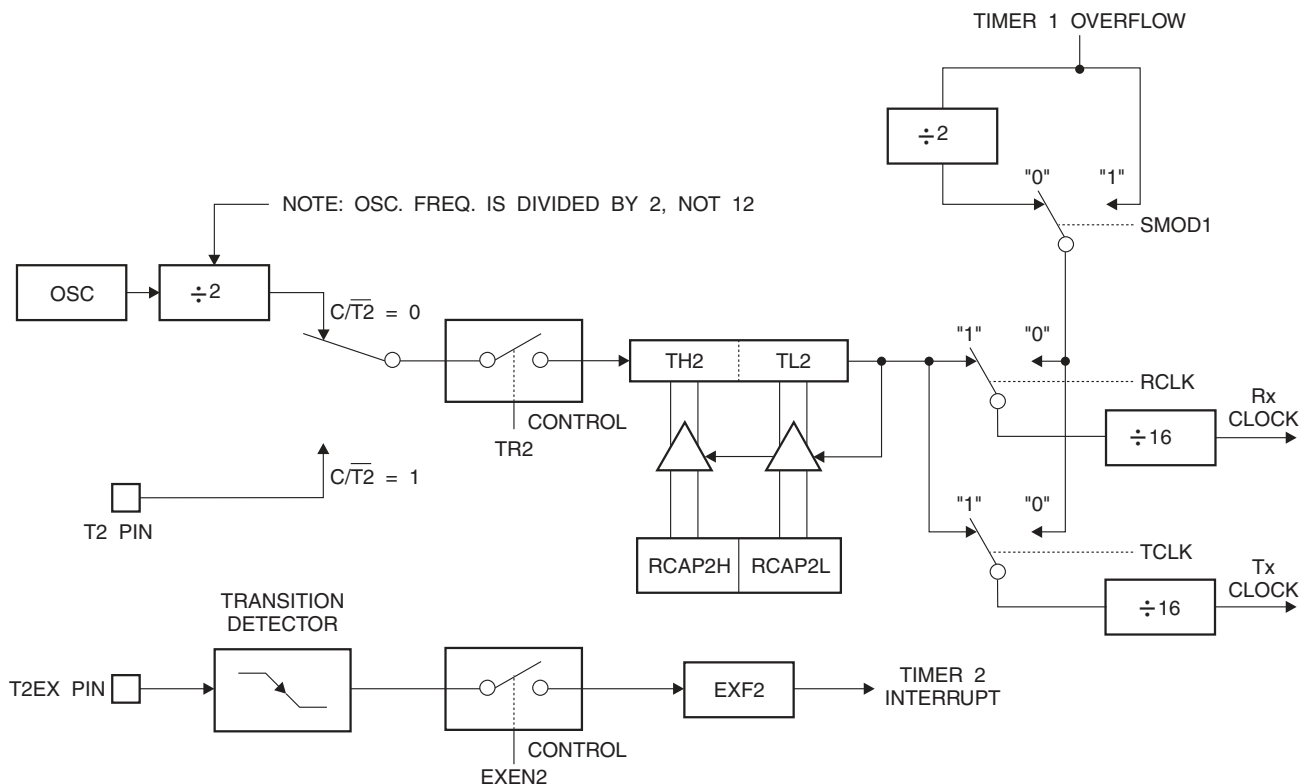 TIMER 1 OVERFLOW
÷2
"0" "1"
NOTE: OSC. FREQ. IS DIVIDED BY 2, NOT 12
SMOD1
OSC
÷2
C/T2̅ = 0
TH2 TL2
"1" "0"
RCLK
CONTROL
TR2
Rx
CLOCK
÷16
C/T2̅ = 1
T2 PIN
"1" "0"
TCLK
RCAP2H RCAP2L
Tx
CLOCK
÷16
TRANSITION
DETECTOR
T2EX PIN
EXF2
TIMER 2
INTERRUPT
CONTROL
EXEN2